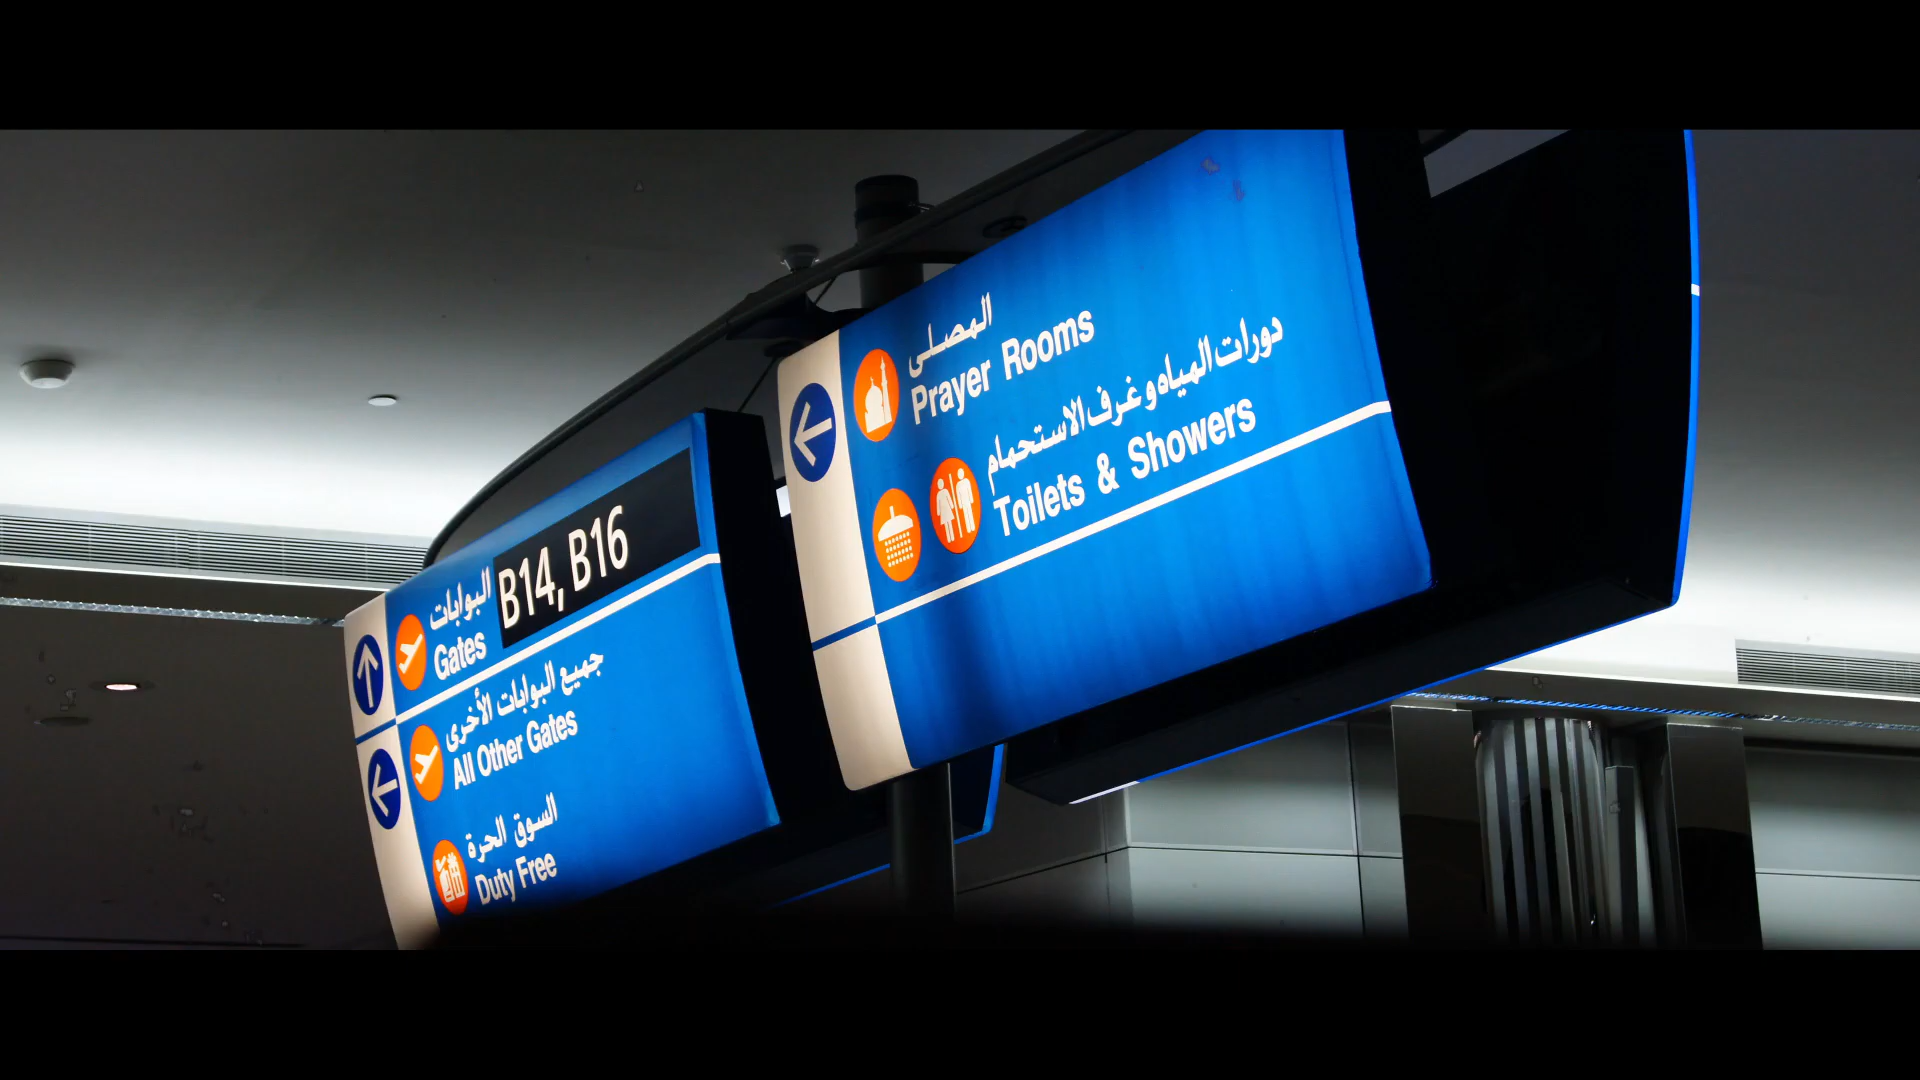 البوابات
Gates
B14, B16
جميع البوابات الأخرى
All Other Gates
السوق الحرة
Duty Free
المصلى
Prayer Rooms
دورات المياه و غرف الاستحمام
Toilets & Showers